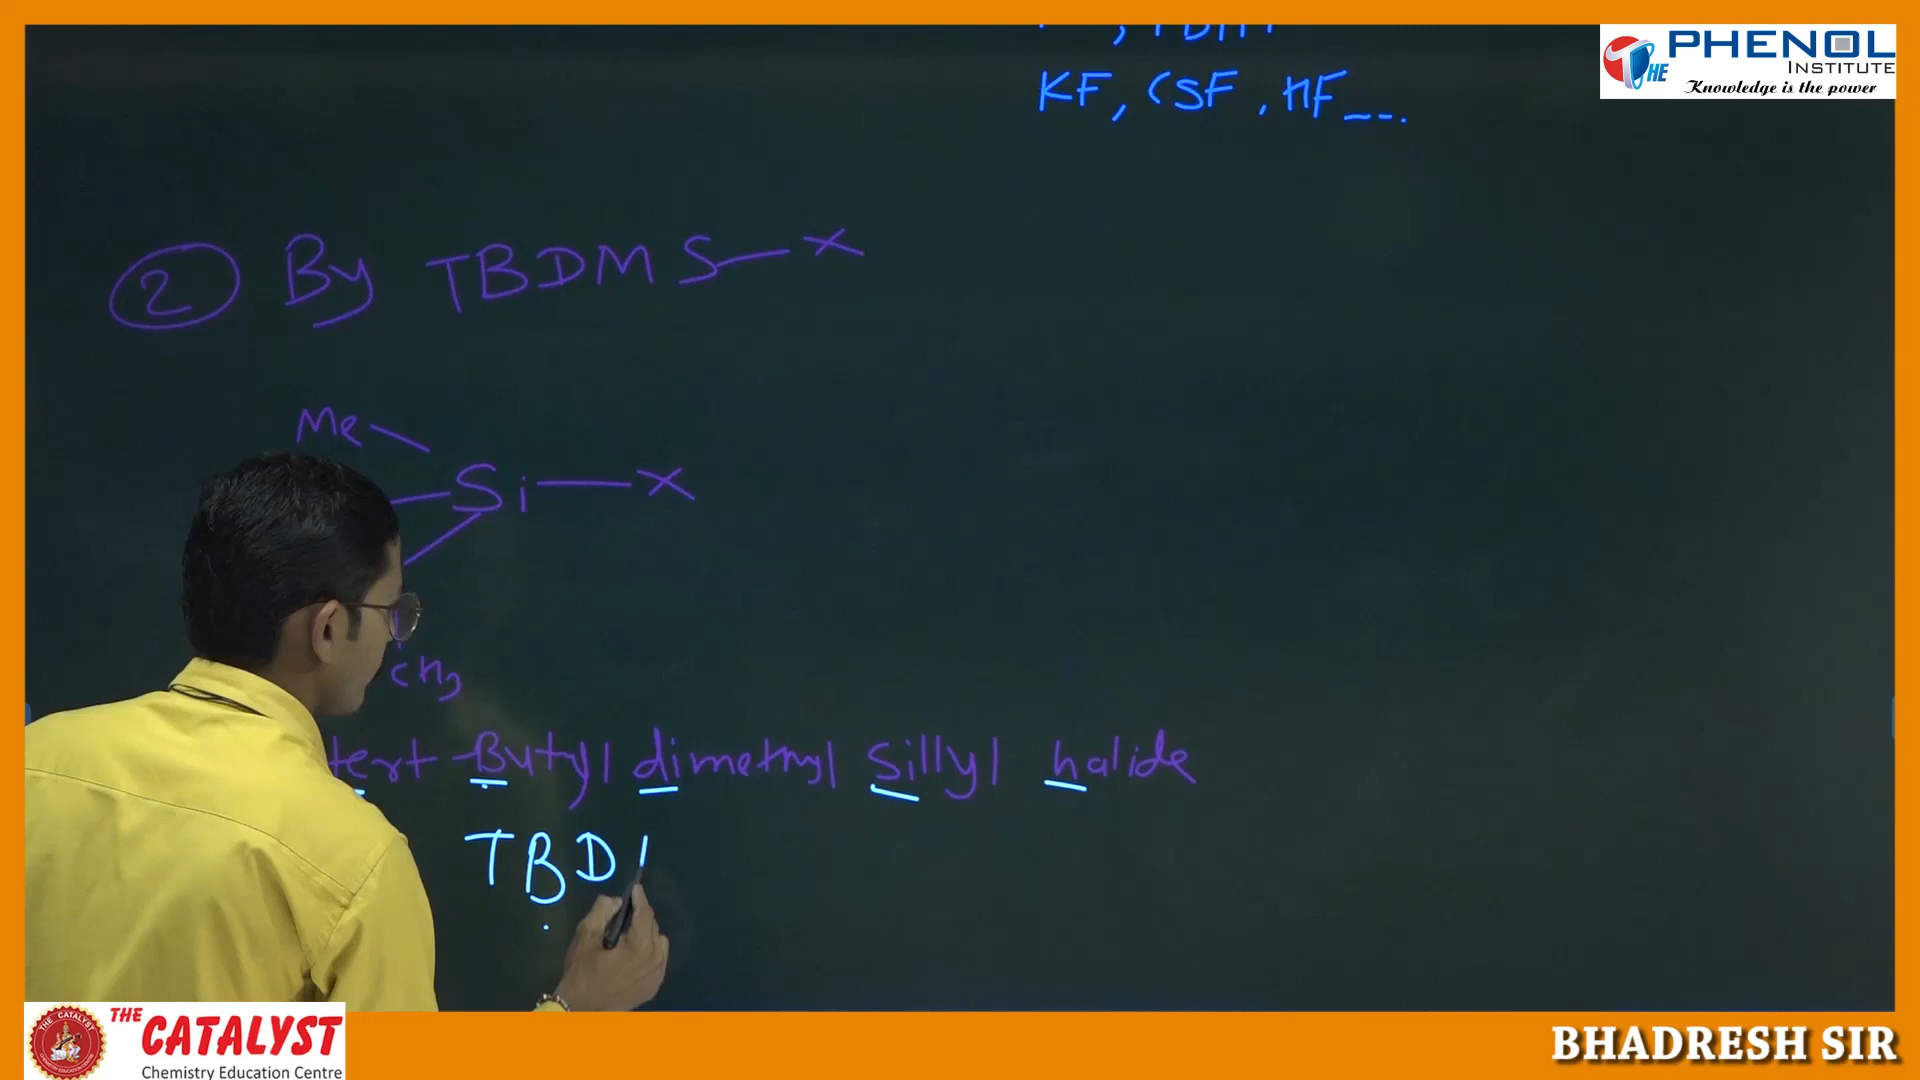 KF, CSF, HF ---.
THE PHENOL
INSTITUTE
Knowledge is the power
2 By TBDMS-X
Me
Si-X
CH3
tert-Butyl dimethyl Sillyl halide
TBD
THE CATALYST
Chemistry Education Centre
BHADRESH SIR